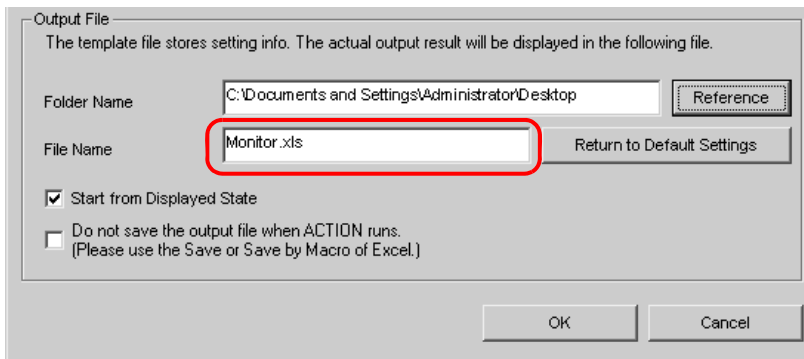 Output File
The template file stores setting info. The actual output result will be displayed in the following file.
Folder Name
C:\Documents and Settings\Administrator\Desktop
Reference
File Name
Monitor.xls
Return to Default Settings
Start from Displayed State
Do not save the output file when ACTION runs.
(Please use the Save or Save by Macro of Excel.)
OK
Cancel